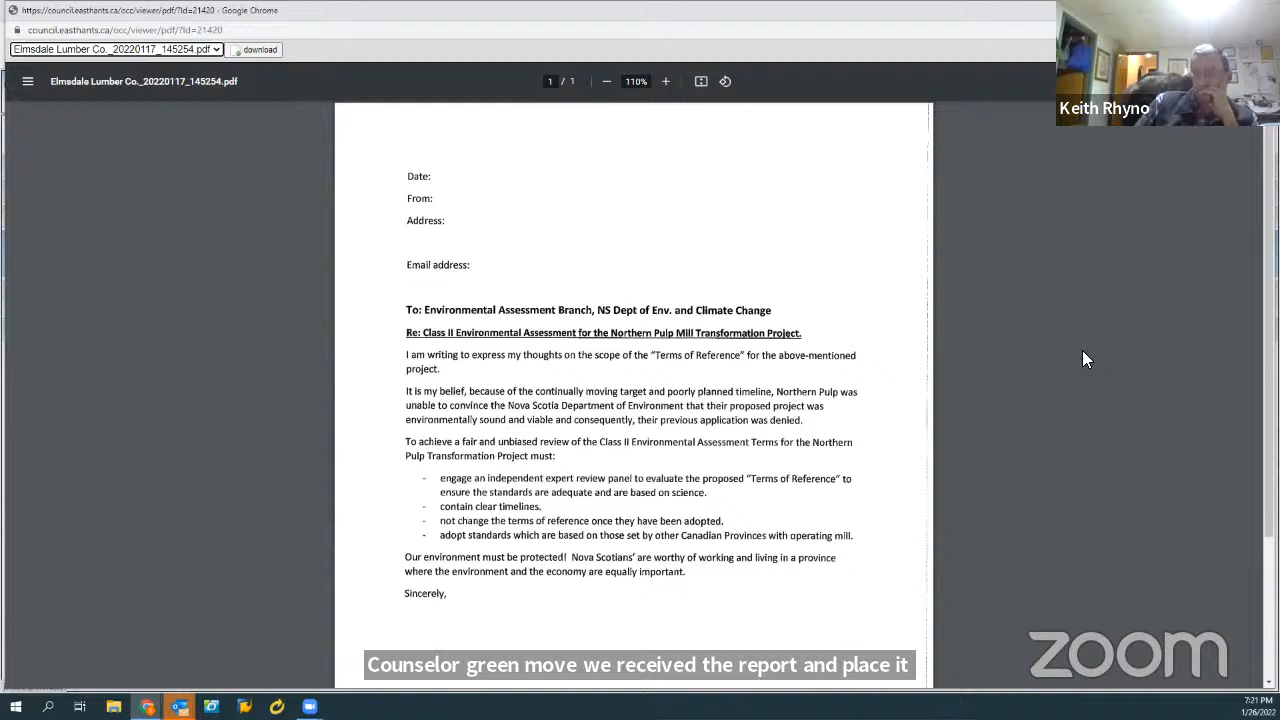 https://council.easthants.ca/occ/viewer/pdf/?Id=21420 - Google Chrome
council.easthants.ca/occ/viewer/pdf/?Id=21420
Elmsdale Lumber Co._20220117_145254.pdf
download
Elmsdale Lumber Co._20220117_145254.pdf
1 / 1
110%
Keith Rhyno
Date:
From:
Address:
Email address:
To: Environmental Assessment Branch, NS Dept of Env. and Climate Change
Re: Class II Environmental Assessment for the Northern Pulp Mill Transformation Project.
I am writing to express my thoughts on the scope of the “Terms of Reference” for the above-mentioned
project.
It is my belief, because of the continually moving target and poorly planned timeline, Northern Pulp was
unable to convince the Nova Scotia Department of Environment that their proposed project was
environmentally sound and viable and consequently, their previous application was denied.
To achieve a fair and unbiased review of the Class II Environmental Assessment Terms for the Northern
Pulp Transformation Project must:
- engage an independent expert review panel to evaluate the proposed “Terms of Reference” to
ensure the standards are adequate and are based on science.
- contain clear timelines.
- not change the terms of reference once they have been adopted.
- adopt standards which are based on those set by other Canadian Provinces with operating mill.
Our environment must be protected! Nova Scotians’ are worthy of working and living in a province
where the environment and the economy are equally important.
Sincerely,
Counselor green move we received the report and place it
zoom
7:21 PM
1/26/2022